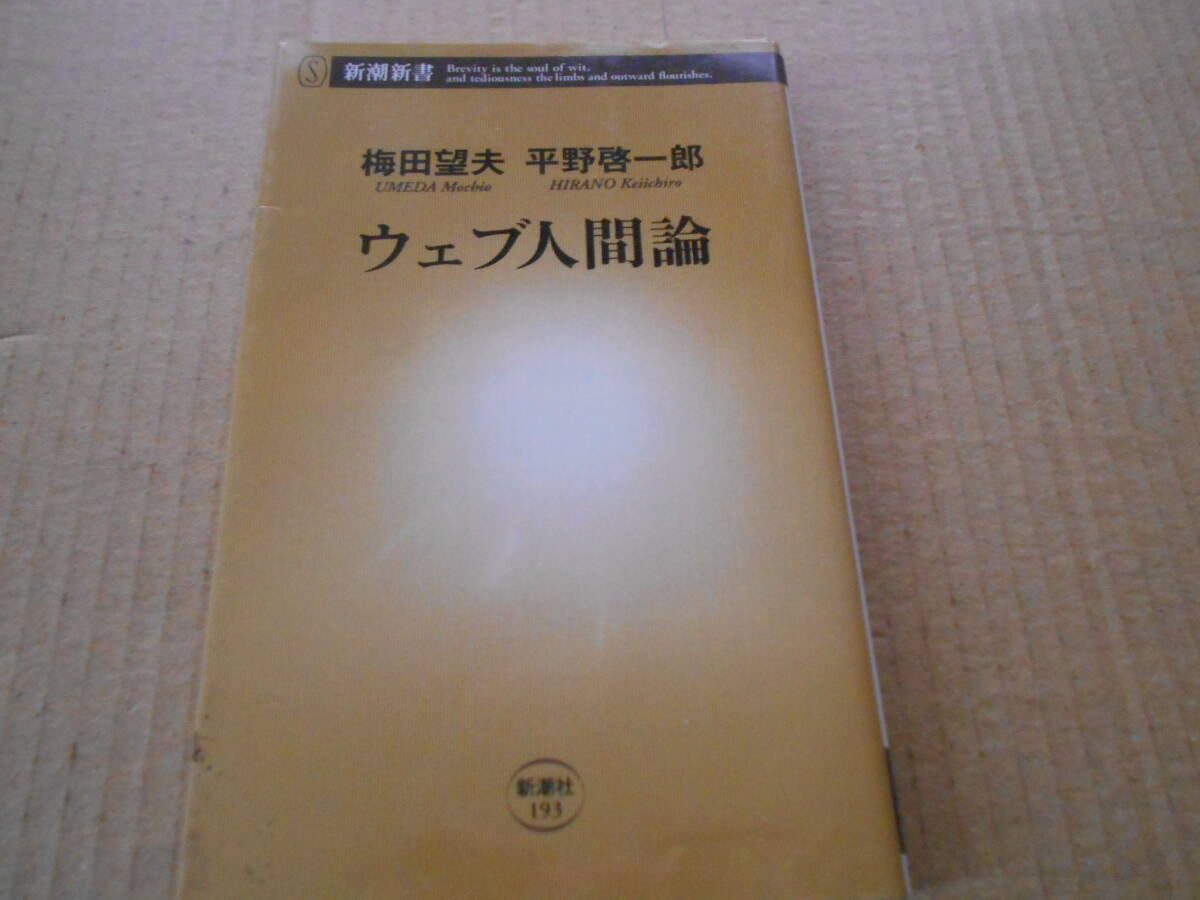 S
新潮新書
Brevity is the soul of wit,
and tediousness the limbs and outward flourishes.
梅田望夫 平野啓一郎
UMEDA Mochio HIRANO Keiichiro
ウェブ人間論
新潮社
193